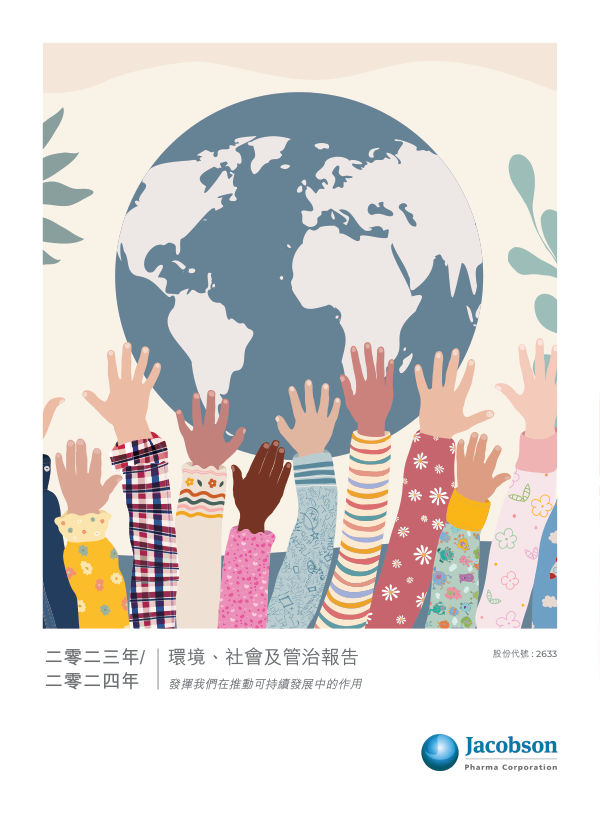 二零二三年/
二零二四年
環境、社會及管治報告
發揮我們在推動可持續發展中的作用
股份代號 : 2633
Jacobson
Pharma Corporation